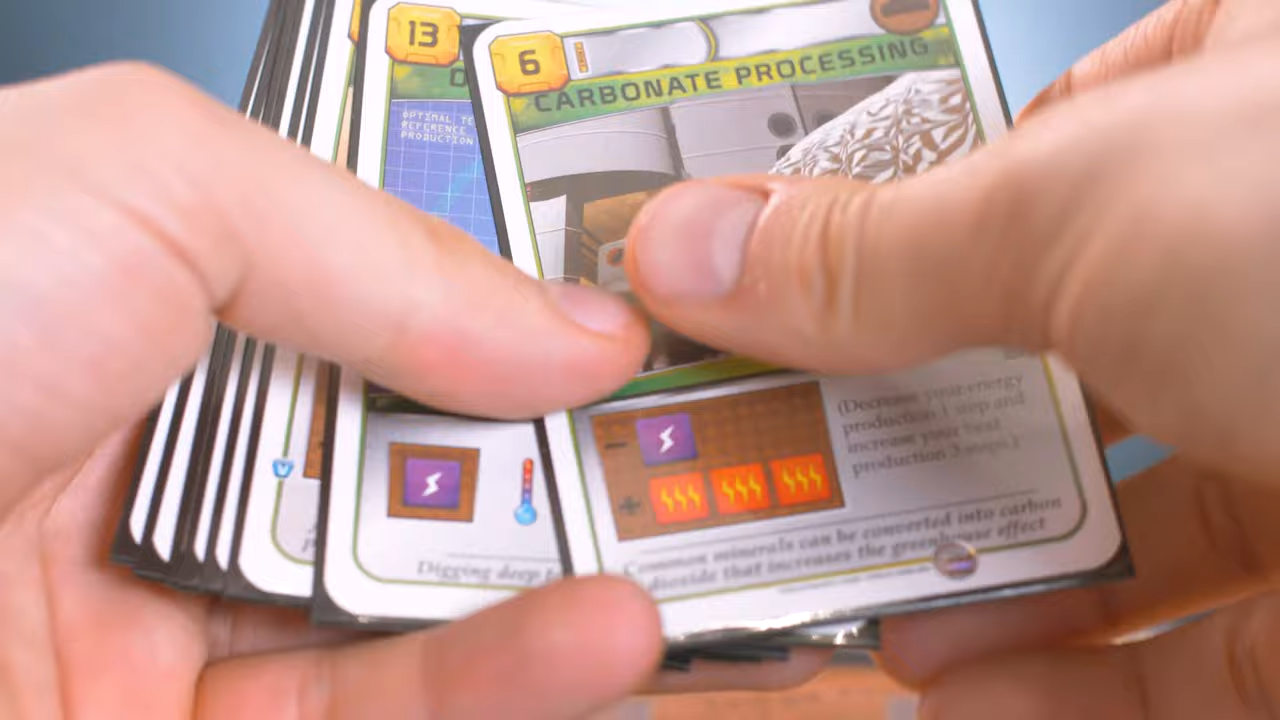 13
OPTIMAL TE
REFERENCE
PRODUCTION
Digging deep
6
CARBONATE PROCESSING
(Decrease your energy
production 1 step and
increase your heat
production 3 steps.)
Common minerals can be converted into carbon
dioxide that increases the greenhouse effect